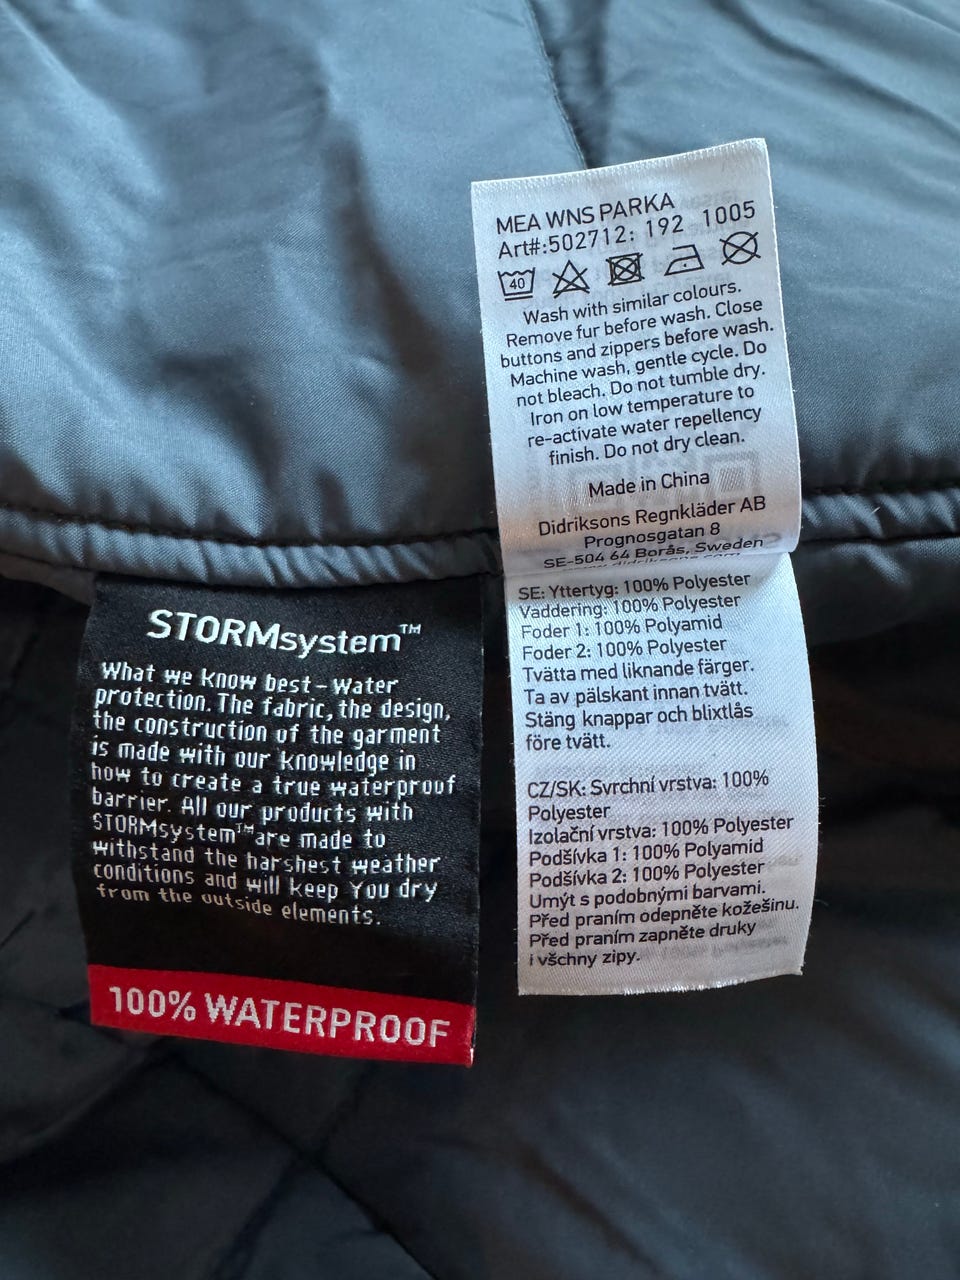 MEA WNS PARKA
Art#:502712: 192 1005
40
Wash with similar colours.
Remove fur before wash. Close
buttons and zippers before wash.
Machine wash, gentle cycle. Do
not bleach. Do not tumble dry.
Iron on low temperature to
re-activate water repellency
finish. Do not dry clean.
Made in China
Didriksons Regnkläder AB
Prognosgatan 8
SE-504 64 Borås, Sweden
SE: Yttertyg: 100% Polyester
Vaddering: 100% Polyester
Foder 1: 100% Polyamid
Foder 2: 100% Polyester
Tvätta med liknande färger.
Ta av pälskant innan tvätt.
Stäng knappar och blixtlås
före tvätt.
CZ/SK: Svrchní vrstva: 100%
Polyester
Izolační vrstva: 100% Polyester
Podšívka 1: 100% Polyamid
Podšívka 2: 100% Polyester
Umýt s podobnými barvami.
Před praním odepněte kožešinu.
Před praním zapněte druky
i všchny zipy.
STORMsystem™
What we know best - Water
protection. The fabric, the design,
the construction of the garment
is made with our knowledge in
how to create a true waterproof
barrier. All our products with
STORMsystem™ are made to
withstand the harshest weather
conditions and will keep You dry
from the outside elements.
100% WATERPROOF